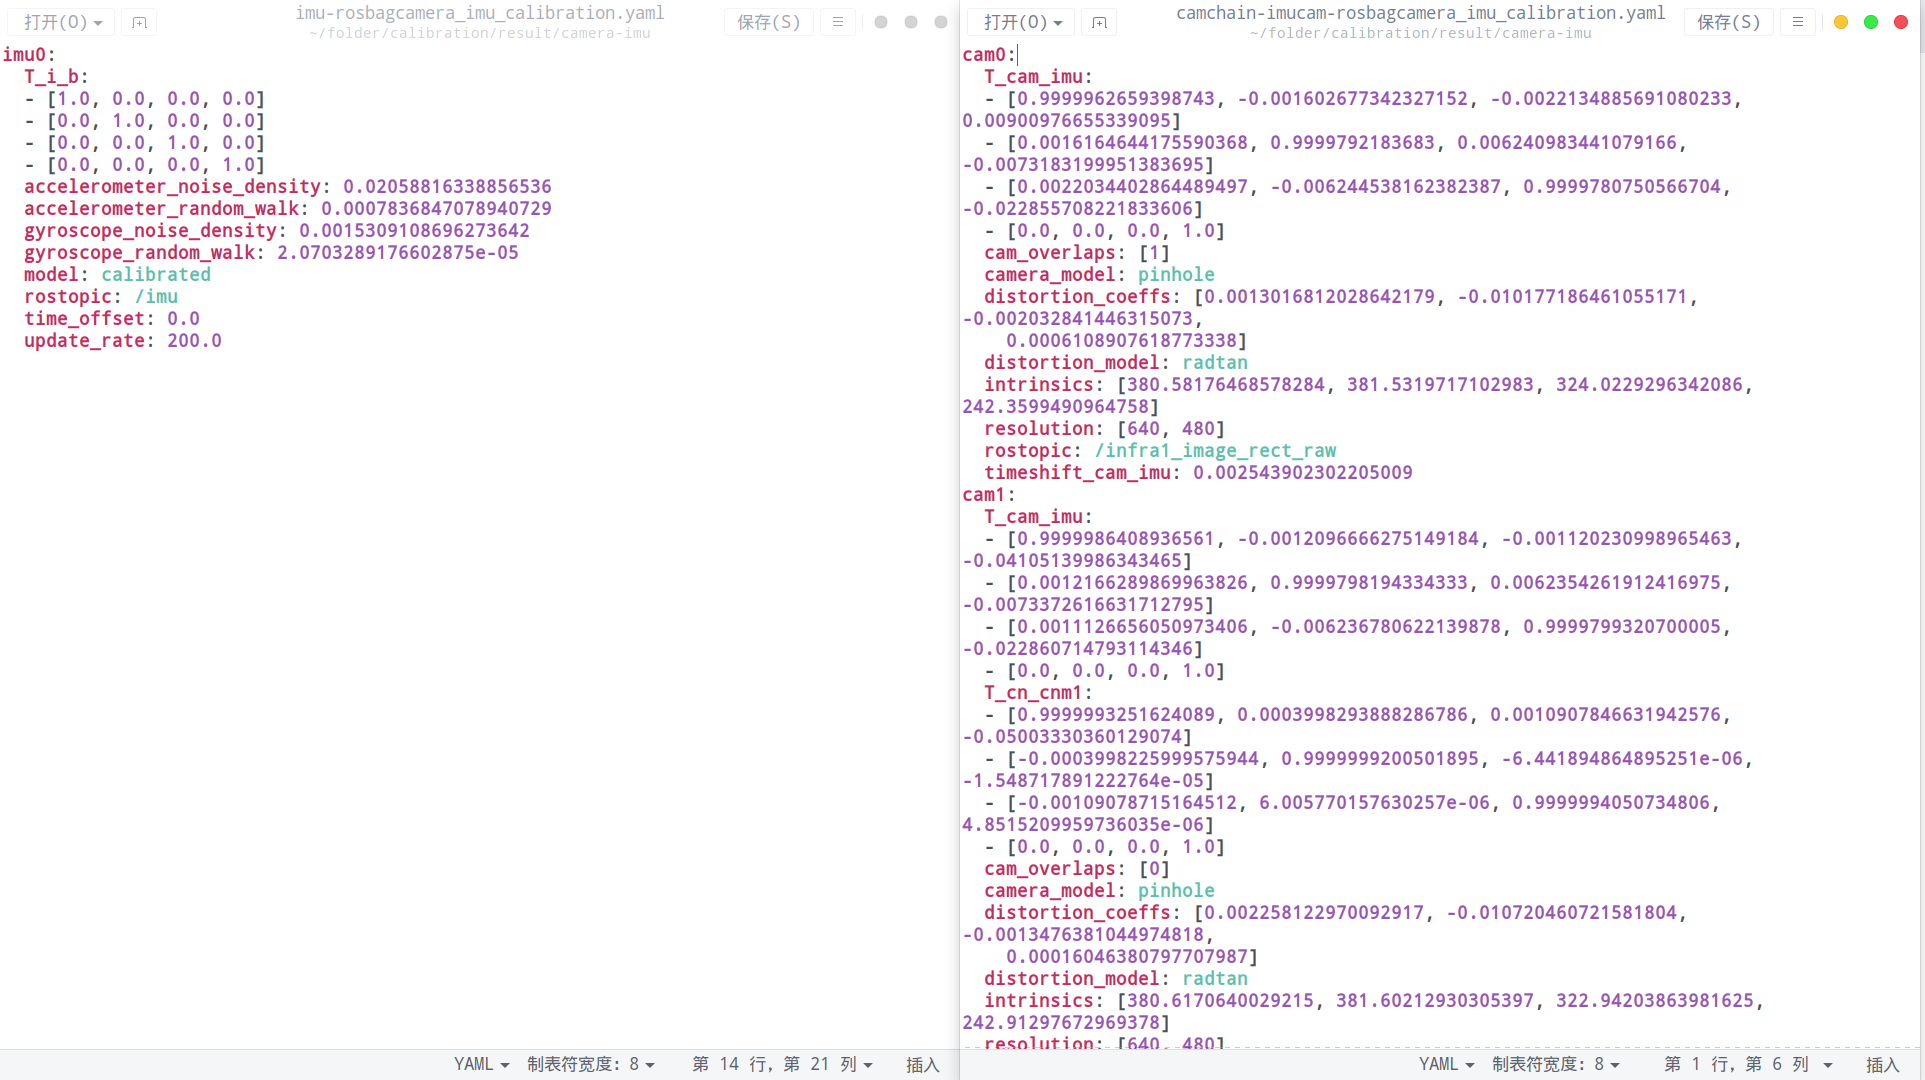 打开(O)
imu-rosbagcamera_imu_calibration.yaml
~/folder/calibration/result/camera-imu
保存(S)
imu0:
T_i_b:
- [1.0, 0.0, 0.0, 0.0]
- [0.0, 1.0, 0.0, 0.0]
- [0.0, 0.0, 1.0, 0.0]
- [0.0, 0.0, 0.0, 1.0]
accelerometer_noise_density: 0.02058816338856536
accelerometer_random_walk: 0.0007836847078940729
gyroscope_noise_density: 0.0015309108696273642
gyroscope_random_walk: 2.0703289176602875e-05
model: calibrated
rostopic: /imu
time_offset: 0.0
update_rate: 200.0
YAML 制表符宽度: 8 第 14 行, 第 21 列 插入
打开(O)
camchain-imucam-rosbagcamera_imu_calibration.yaml
~/folder/calibration/result/camera-imu
保存(S)
cam0:
T_cam_imu:
- [0.9999962659398743, -0.001602677342327152, -0.0022134885691080233,
0.00900976655339095]
- [0.0016164644175590368, 0.9999792183683, 0.006240983441079166,
-0.0073183199951383695]
- [0.0022034402864489497, -0.006244538162382387, 0.9999780750566704,
-0.022855708221833606]
- [0.0, 0.0, 0.0, 1.0]
cam_overlaps: [1]
camera_model: pinhole
distortion_coeffs: [0.0013016812028642179, -0.010177186461055171,
-0.002032841446315073,
0.0006108907618773338]
distortion_model: radtan
intrinsics: [380.58176468578284, 381.5319717102983, 324.0229296342086,
242.3599490964758]
resolution: [640, 480]
rostopic: /infra1_image_rect_raw
timeshift_cam_imu: 0.002543902302205009
cam1:
T_cam_imu:
- [0.9999986408936561, -0.0012096666275149184, -0.001120230998965463,
-0.04105139986343465]
- [0.0012166289869963826, 0.9999798194334333, 0.0062354261912416975,
-0.0073372616631712795]
- [0.0011126656050973406, -0.006236780622139878, 0.9999799320700005,
-0.022860714793114346]
- [0.0, 0.0, 0.0, 1.0]
T_cn_cnm1:
- [0.9999993251624089, 0.0003998293888286786, 0.0010907846631942576,
-0.05003330360129074]
- [-0.0003998225999575944, 0.9999999200501895, -6.441894864895251e-06,
-1.548717891222764e-05]
- [-0.00109078715164512, 6.005770157630257e-06, 0.9999994050734806,
4.8515209959736035e-06]
- [0.0, 0.0, 0.0, 1.0]
cam_overlaps: [0]
camera_model: pinhole
distortion_coeffs: [0.002258122970092917, -0.010720460721581804,
-0.0013476381044974818,
0.00016046380797707987]
distortion_model: radtan
intrinsics: [380.6170640029215, 381.60212930305397, 322.94203863981625,
242.91297672969378]
resolution: [640, 480]
YAML 制表符宽度: 8 第 1 行, 第 6 列 插入